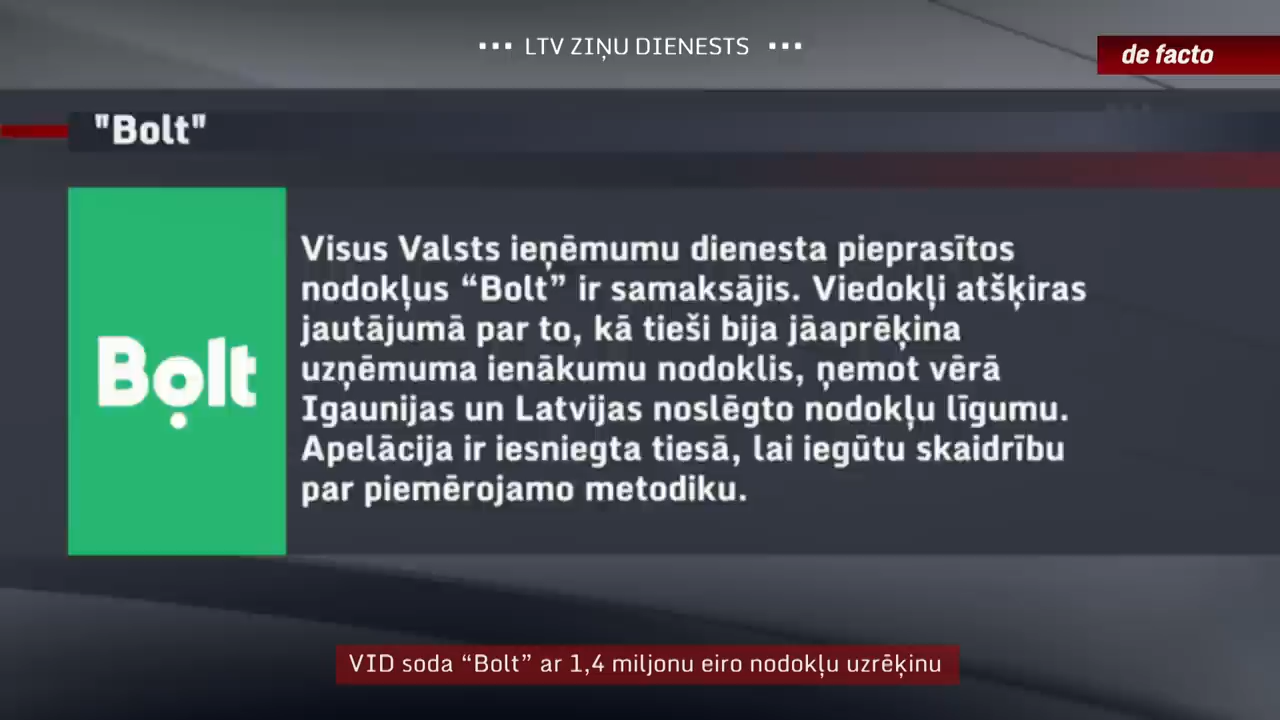 LTV ZIŅU DIENESTS
de facto
"Bolt"
Bolt
Visus Valsts ieņēmumu dienesta pieprasītos
nodokļus “Bolt” ir samaksājis. Viedokļi atšķiras
jautājumā par to, kā tieši bija jāaprēķina
uzņēmuma ienākumu nodoklis, ņemot vērā
Igaunijas un Latvijas noslēgto nodokļu līgumu.
Apelācija ir iesniegta tiesā, lai iegūtu skaidrību
par piemērojamo metodiku.
VID soda “Bolt” ar 1,4 miljonu eiro nodokļu uzrēķinu